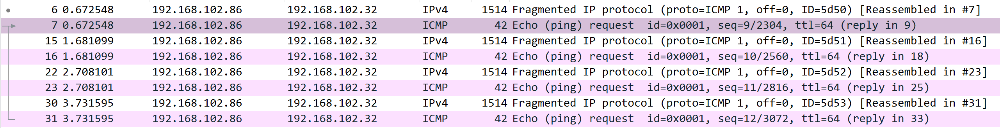 6 0.672548 192.168.102.86 192.168.102.32 IPv4 1514 Fragmented IP protocol (proto=ICMP 1, off=0, ID=5d50) [Reassembled in #7]
7 0.672548 192.168.102.86 192.168.102.32 ICMP 42 Echo (ping) request  id=0x0001, seq=9/2304, ttl=64 (reply in 9)
15 1.681099 192.168.102.86 192.168.102.32 IPv4 1514 Fragmented IP protocol (proto=ICMP 1, off=0, ID=5d51) [Reassembled in #16]
16 1.681099 192.168.102.86 192.168.102.32 ICMP 42 Echo (ping) request  id=0x0001, seq=10/2560, ttl=64 (reply in 18)
22 2.708101 192.168.102.86 192.168.102.32 IPv4 1514 Fragmented IP protocol (proto=ICMP 1, off=0, ID=5d52) [Reassembled in #23]
23 2.708101 192.168.102.86 192.168.102.32 ICMP 42 Echo (ping) request  id=0x0001, seq=11/2816, ttl=64 (reply in 25)
30 3.731595 192.168.102.86 192.168.102.32 IPv4 1514 Fragmented IP protocol (proto=ICMP 1, off=0, ID=5d53) [Reassembled in #31]
31 3.731595 192.168.102.86 192.168.102.32 ICMP 42 Echo (ping) request  id=0x0001, seq=12/3072, ttl=64 (reply in 33)